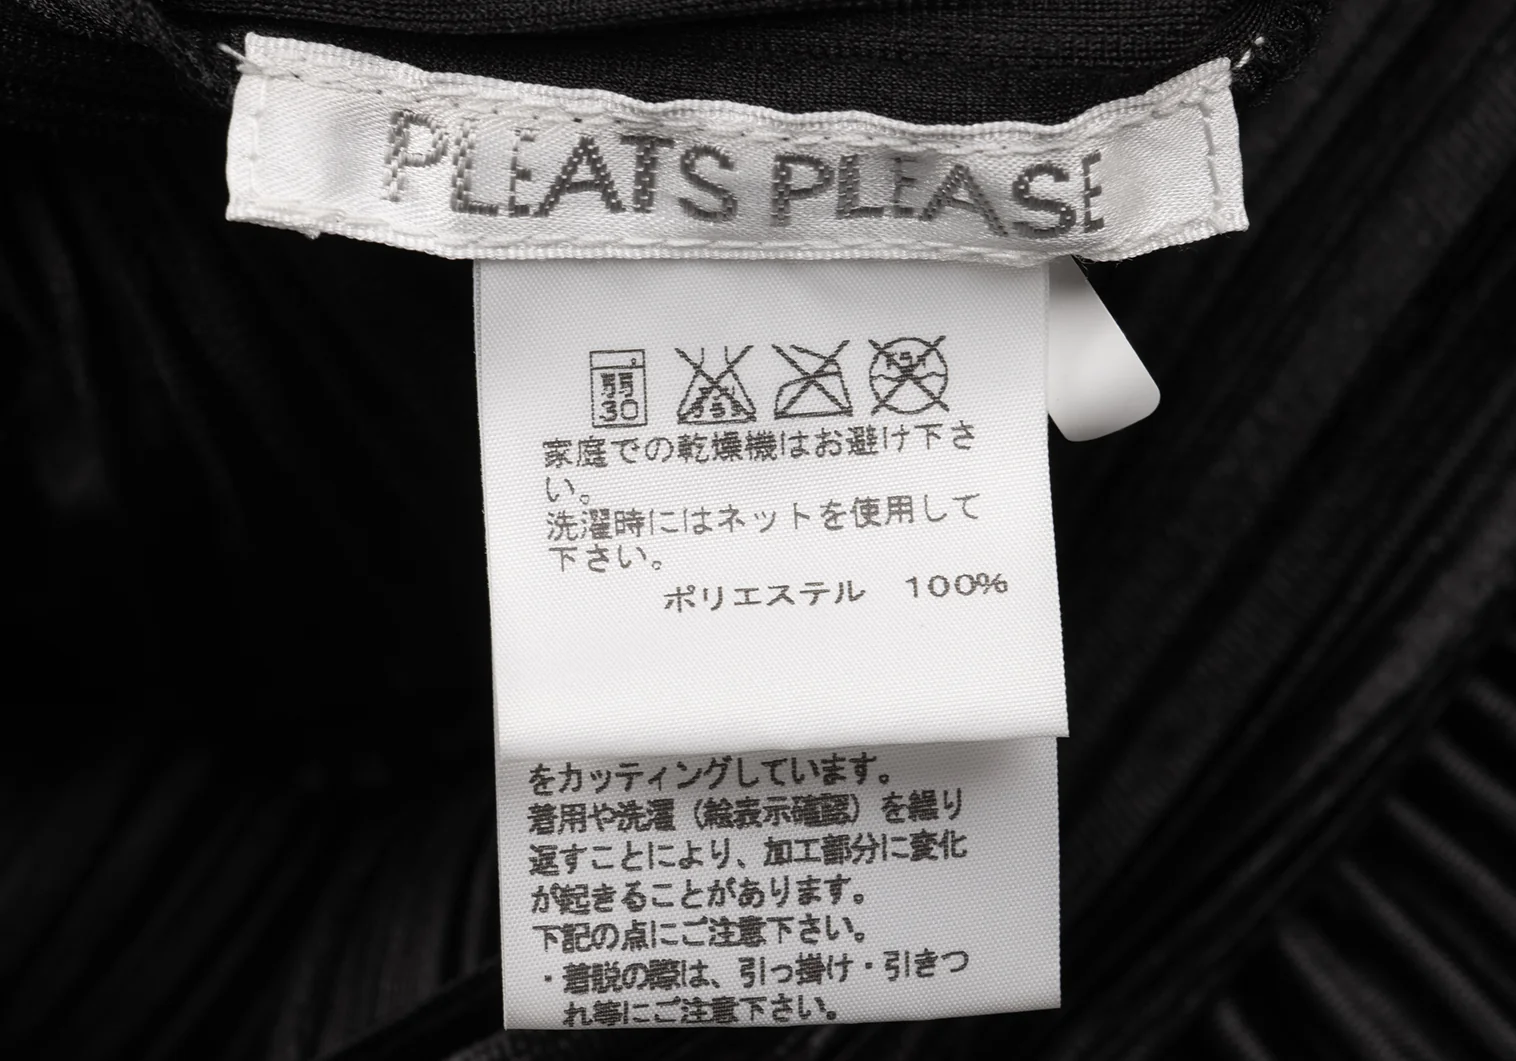 PLEATS PLEASE
弱
30
家庭での乾燥機はお避け下さ
い。
洗濯時にはネットを使用して
下さい。
ポリエステル 100%
をカッティングしています。
着用や洗濯（絵表示確認）を繰り
返すことにより、加工部分に変化
が起きることがあります。
下記の点にご注意下さい。
・着脱の際は、引っ掛け・引きつ
れ等にご注意下さい。